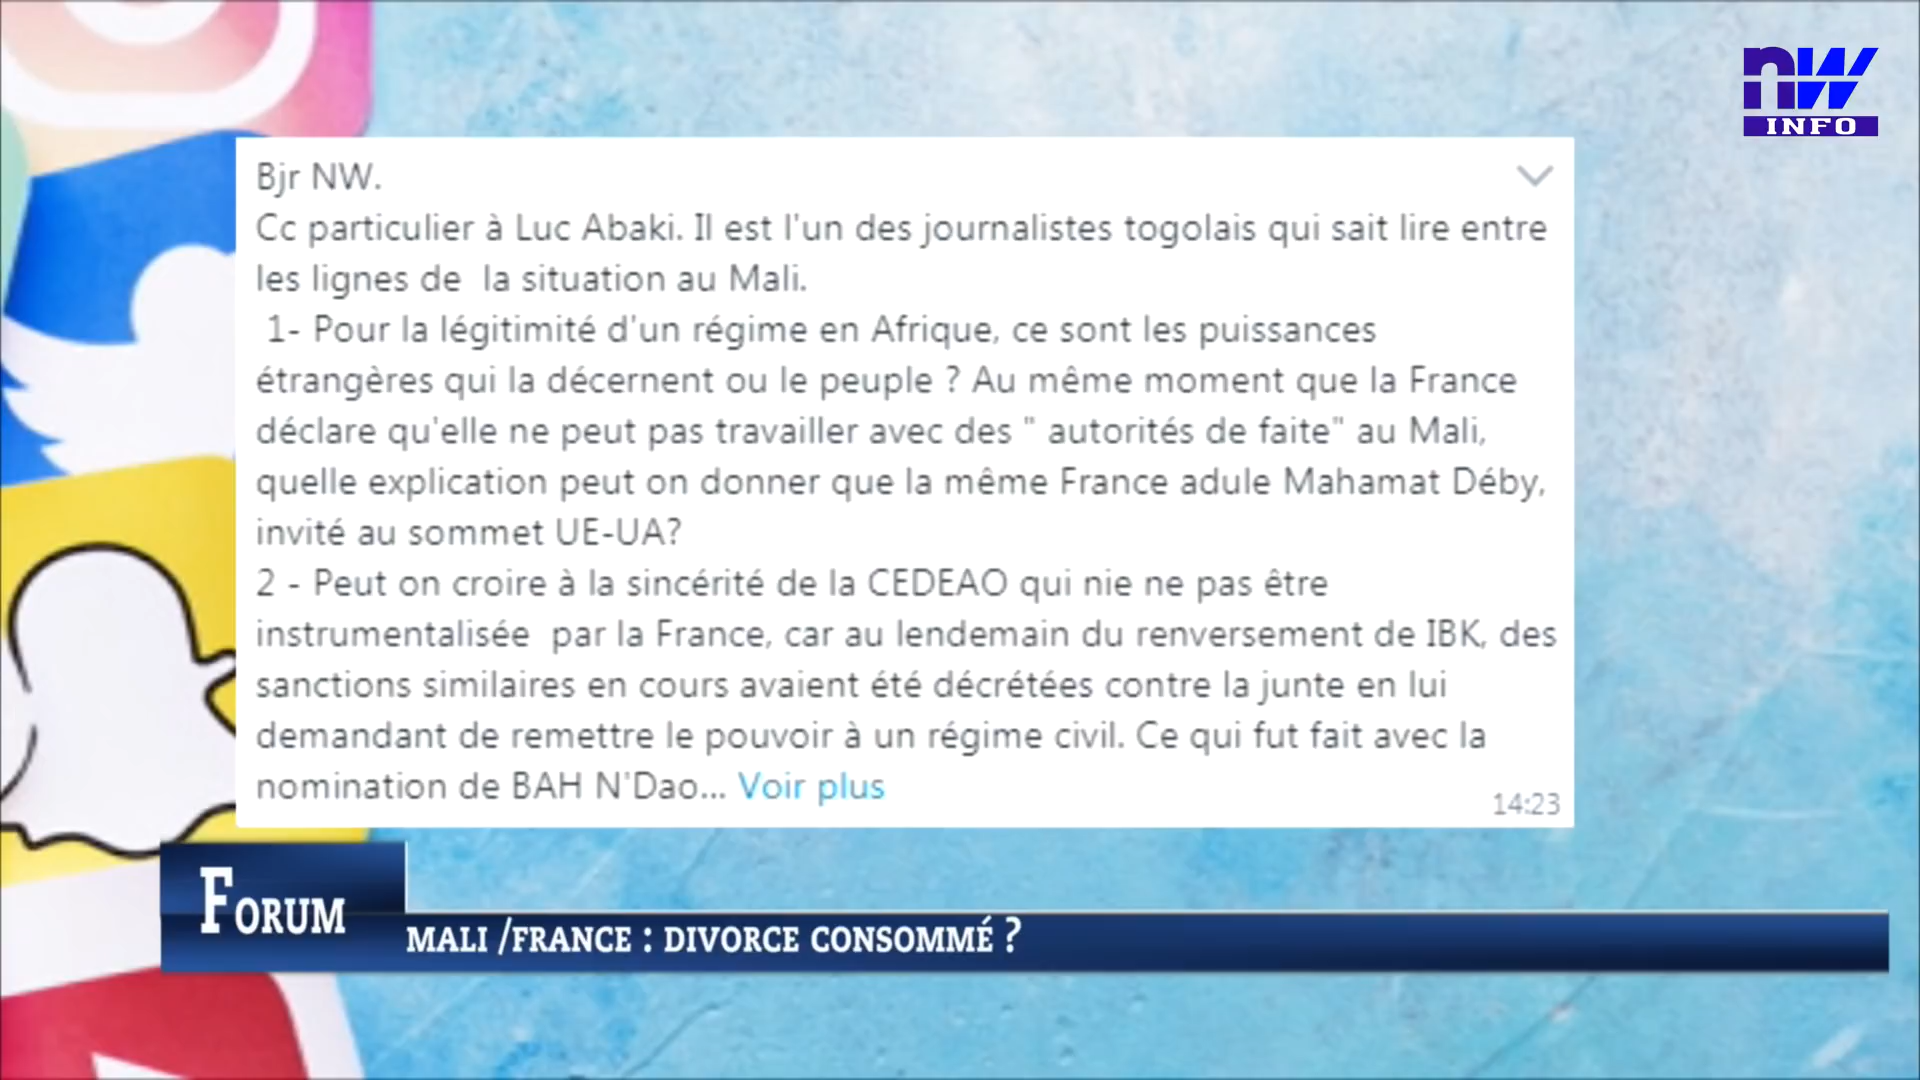 nw
INFO
Bjr NW.
Cc particulier à Luc Abaki. Il est l'un des journalistes togolais qui sait lire entre
les lignes de  la situation au Mali.
1- Pour la légitimité d'un régime en Afrique, ce sont les puissances
étrangères qui la décernent ou le peuple ? Au même moment que la France
déclare qu'elle ne peut pas travailler avec des " autorités de faite" au Mali,
quelle explication peut on donner que la même France adule Mahamat Déby,
invité au sommet UE-UA?
2 - Peut on croire à la sincérité de la CEDEAO qui nie ne pas être
instrumentalisée  par la France, car au lendemain du renversement de IBK, des
sanctions similaires en cours avaient été décrétées contre la junte en lui
demandant de remettre le pouvoir à un régime civil. Ce qui fut fait avec la
nomination de BAH N'Dao... Voir plus
14:23
FORUM
MALI /FRANCE : DIVORCE CONSOMMÉ ?